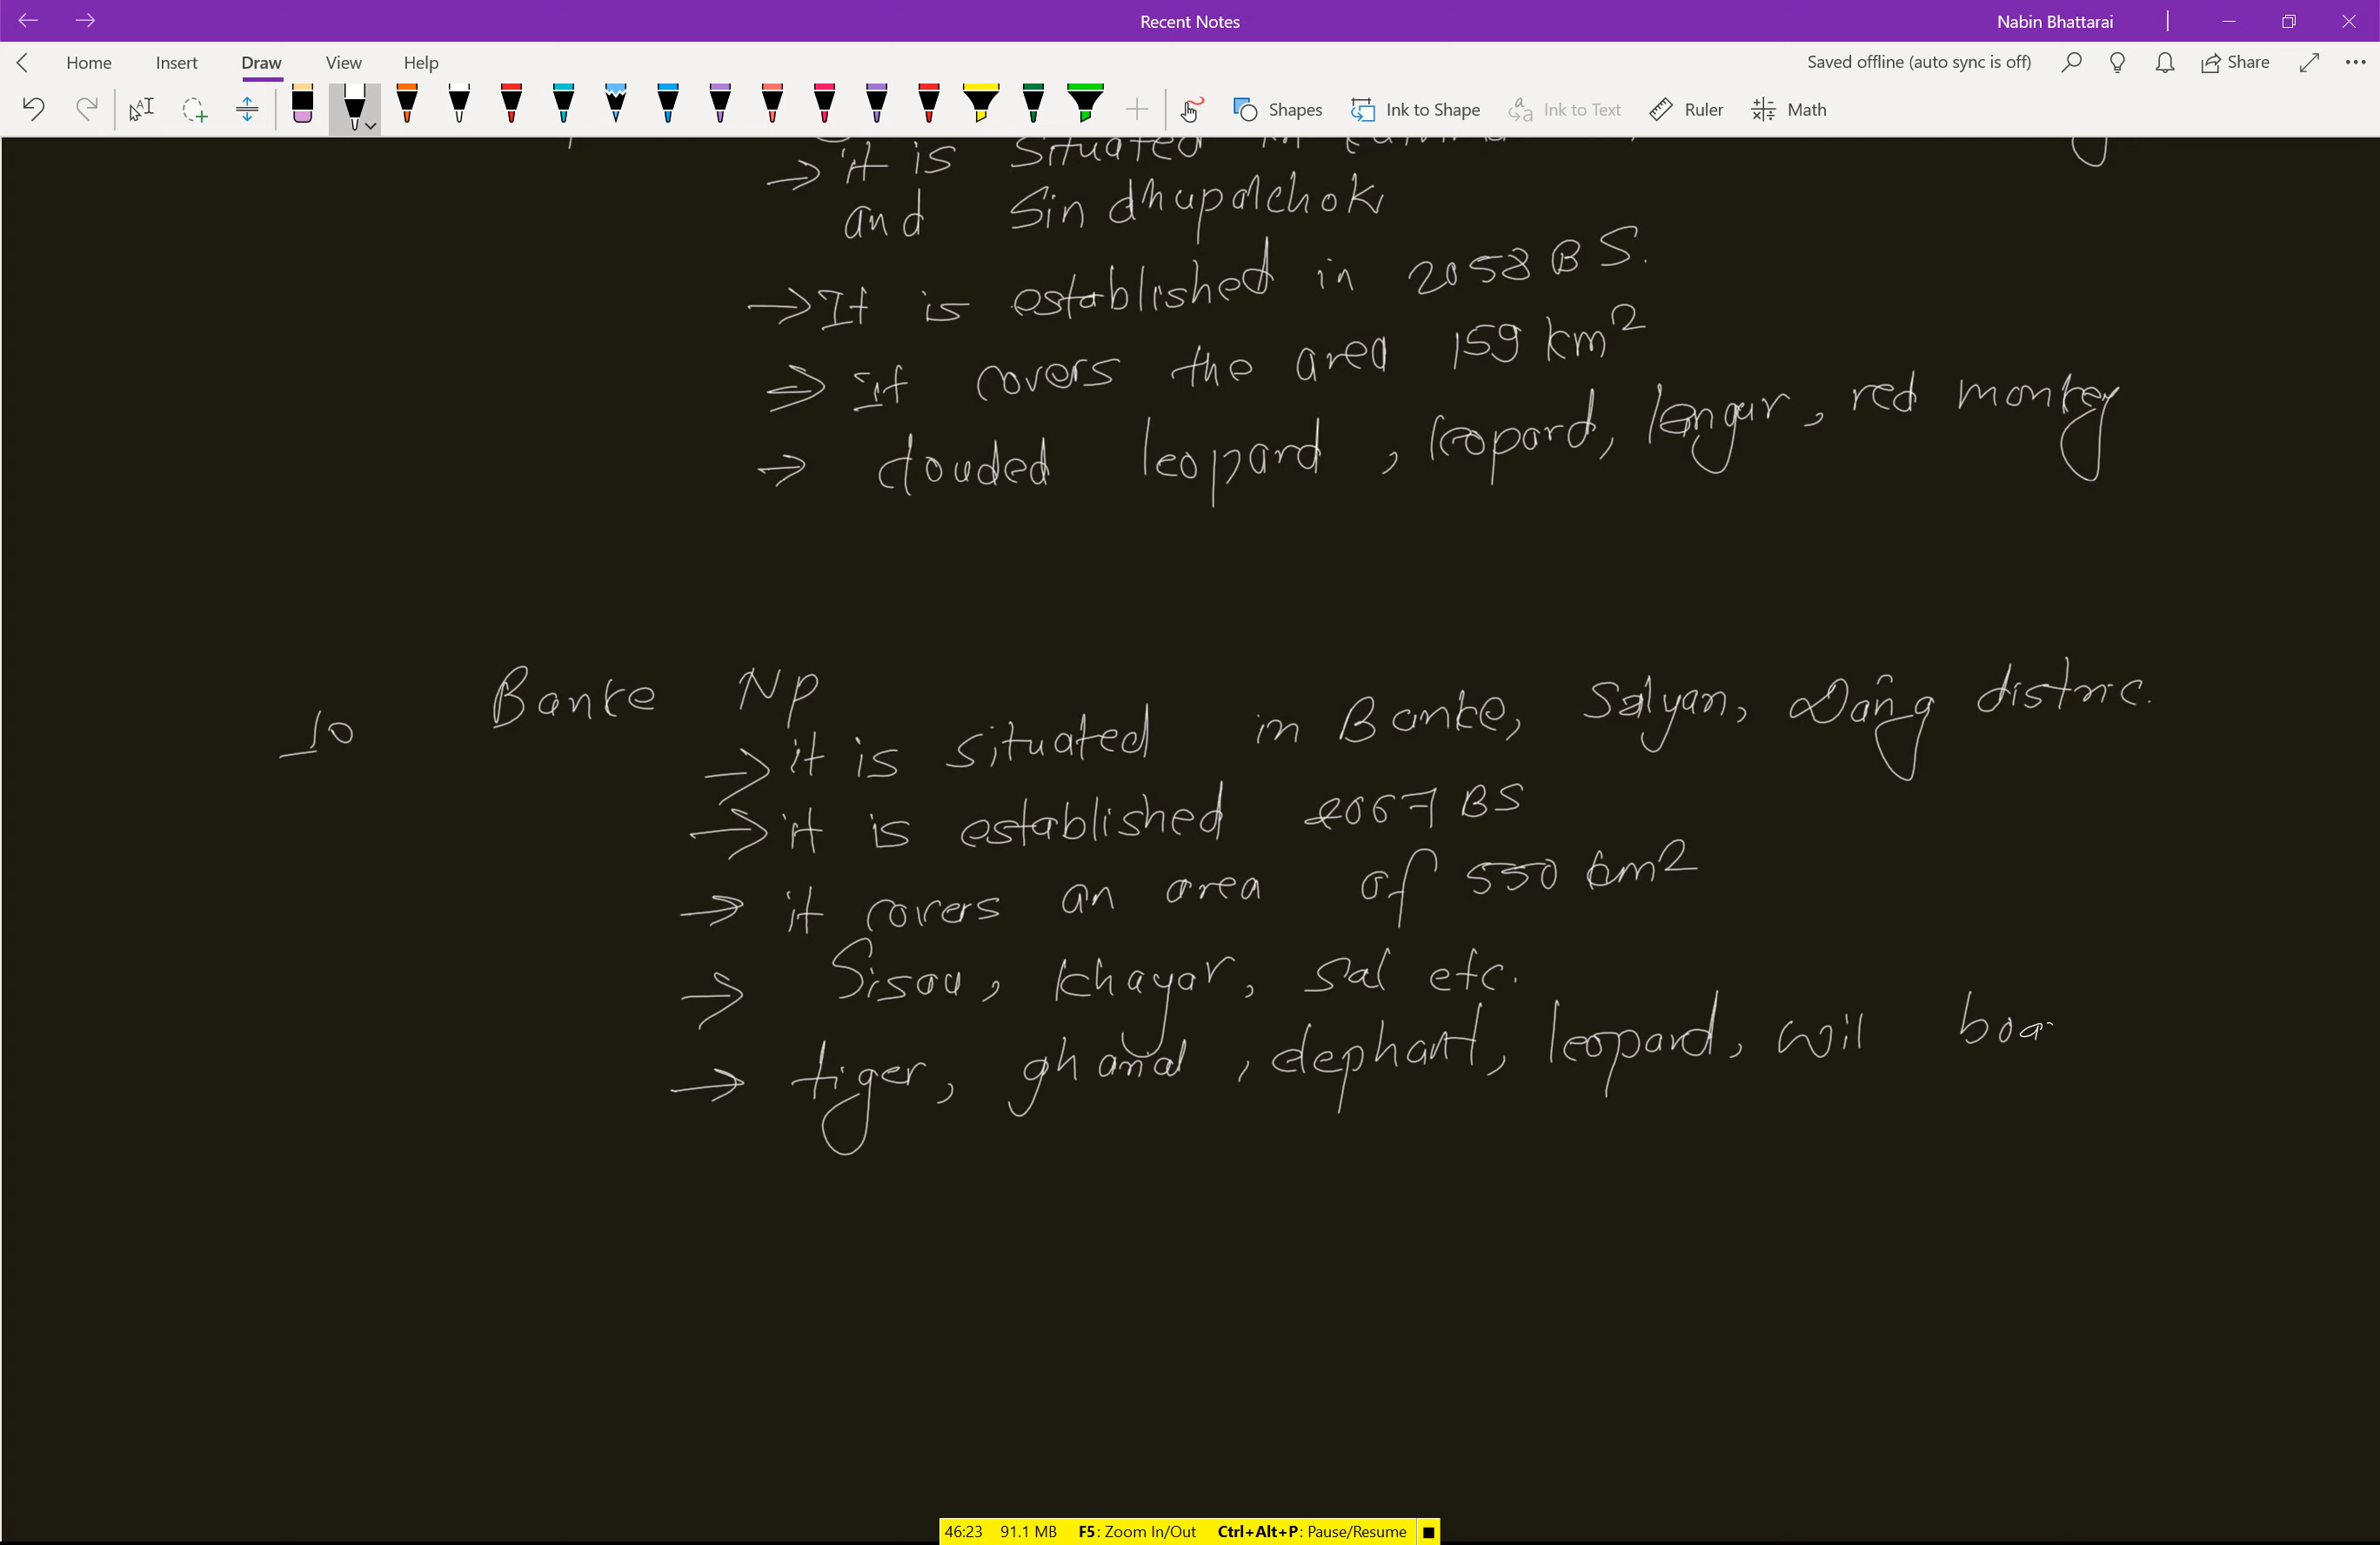 Recent Notes
Nabin Bhattarai
Home Insert Draw View Help
Saved offline (auto sync is off)
Share
Shapes
Ink to Shape
Ink to Text
Ruler
Math
→ it is situated in
and Sindhupalchok
→ It is established in 2058 BS.
⇒ It covers the area 159 km²
→ clouded leopard, leopard, langur, red monkey
10 Banke Np
→ it is situated in Banke, Salyan, Dang distric.
→ it is established 2067 BS
→ it covers an area of 550 km²
→ Sisau, khayar, sal etc.
→ tiger, elephant, leopard, wil boar
46:23 91.1 MB F5: Zoom In/Out Ctrl+Alt+P: Pause/Resume